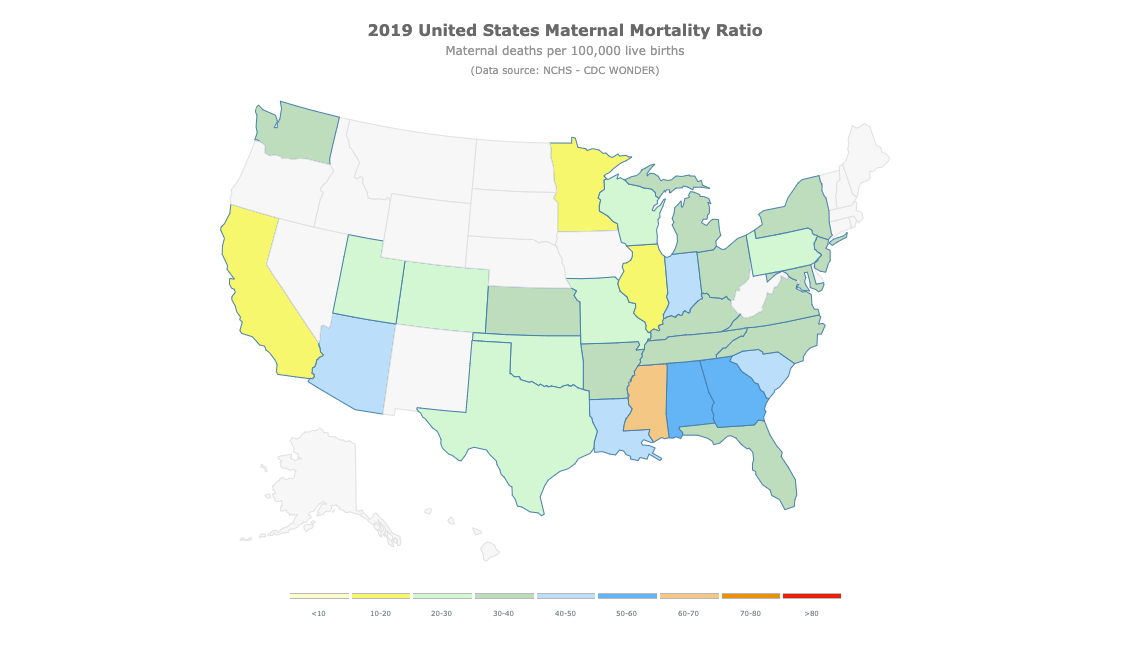 2019 United States Maternal Mortality Ratio
Maternal deaths per 100,000 live births
(Data source: NCHS - CDC WONDER)
<10 10-20 20-30 30-40 40-50 50-60 60-70 70-80 >80